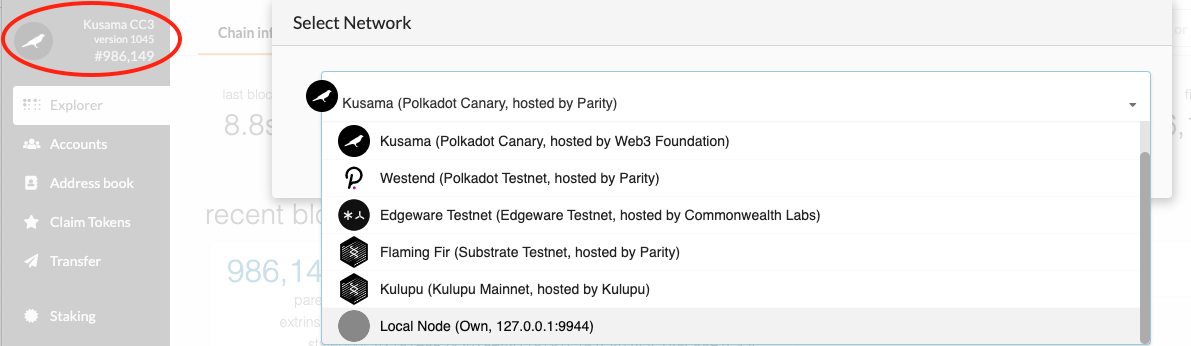 Kusama CC3
version 1045
#986,149
Explorer
Accounts
Address book
Claim Tokens
Transfer
Staking
Chain inf
last bloc
8.8s
recent blo
986,14
pare
extrins
Select Network
Kusama (Polkadot Canary, hosted by Parity)
Kusama (Polkadot Canary, hosted by Web3 Foundation)
Westend (Polkadot Testnet, hosted by Parity)
Edgeware Testnet (Edgeware Testnet, hosted by Commonwealth Labs)
Flaming Fir (Substrate Testnet, hosted by Parity)
Kulupu (Kulupu Mainnet, hosted by Kulupu)
Local Node (Own, 127.0.0.1:9944)